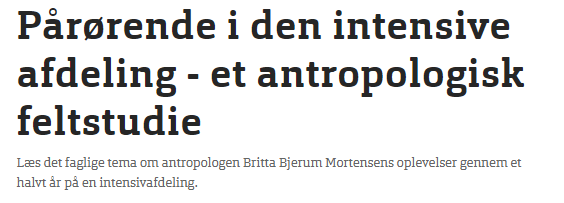 Pårørende i den intensive
afdeling - et antropologisk
feltstudie
Læs det faglige tema om antropologen Britta Bjerum Mortensens oplevelser gennem et
halvt år på en intensivafdeling.